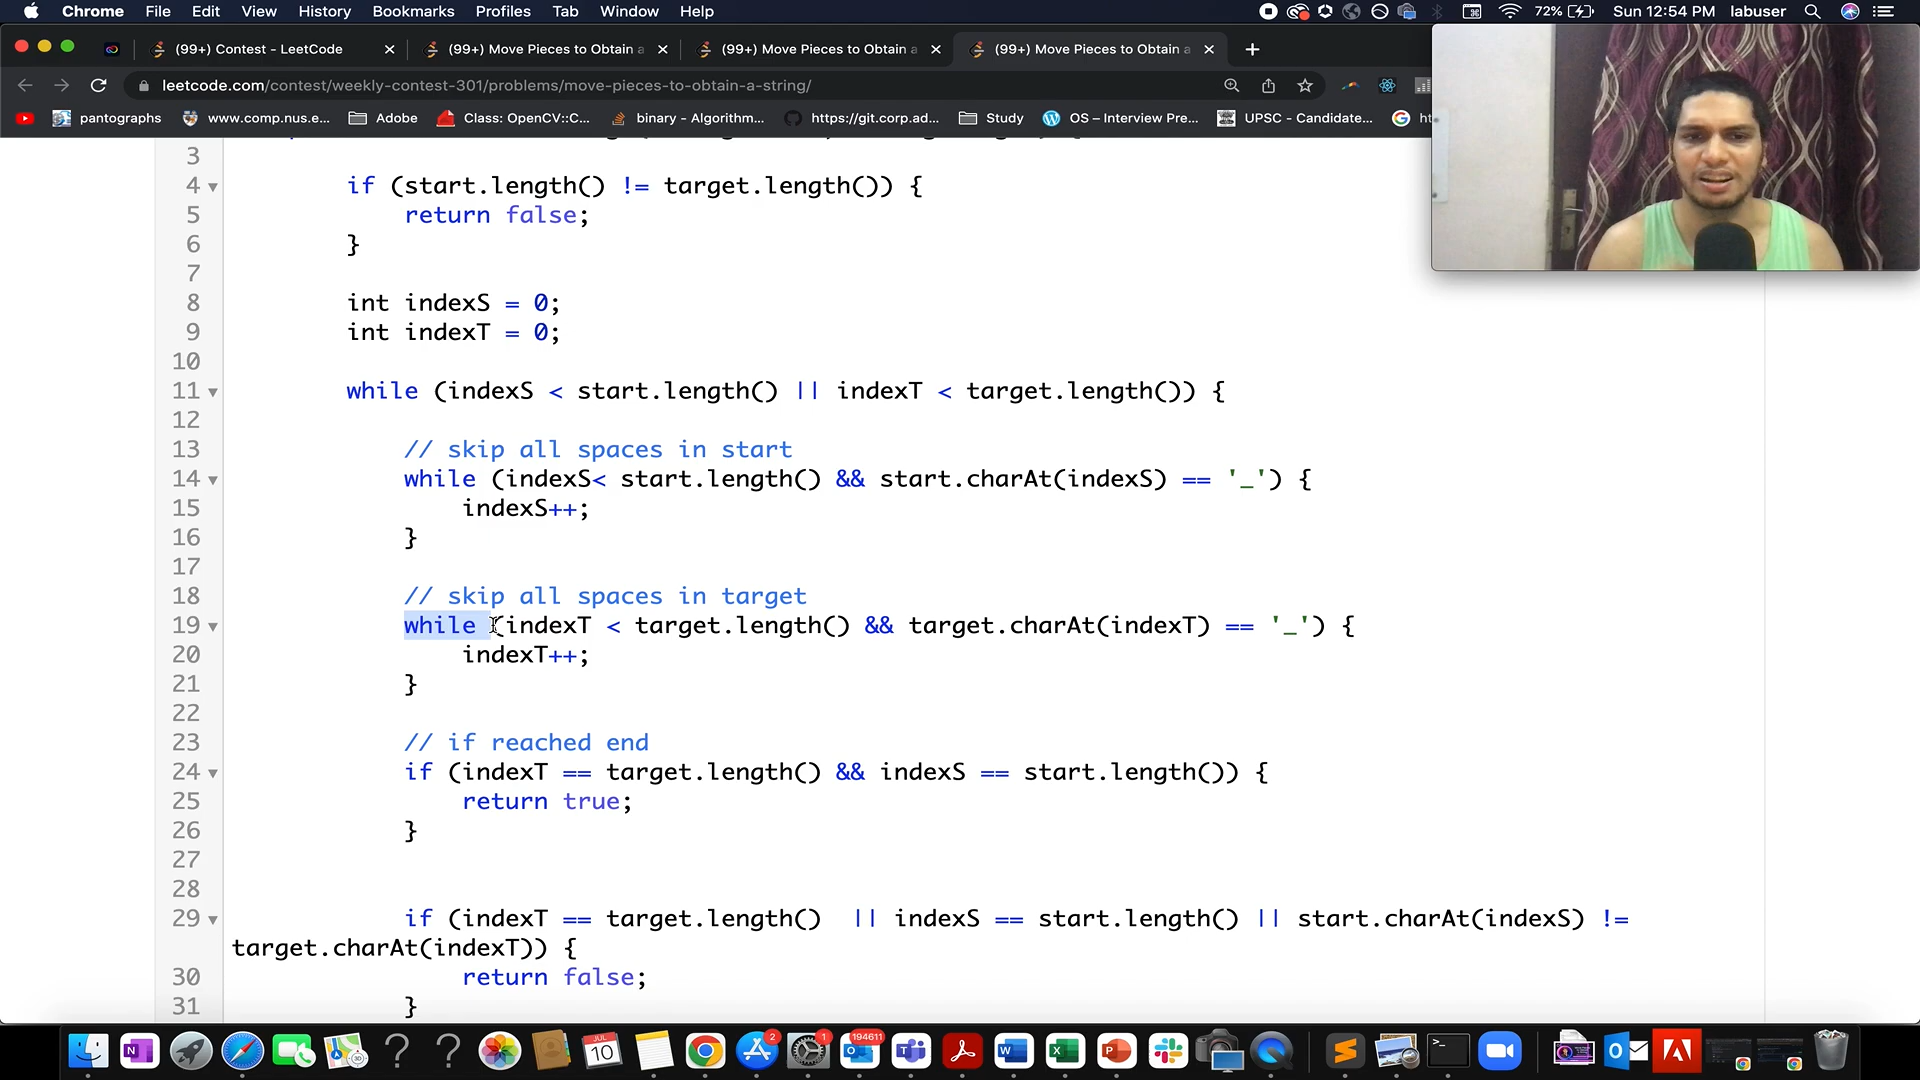 Chrome File Edit View History Bookmarks Profiles Tab Window Help 72% Sun 12:54 PM labuser
(99+) Contest - LeetCode (99+) Move Pieces to Obtain a (99+) Move Pieces to Obtain a (99+) Move Pieces to Obtain a
leetcode.com/contest/weekly-contest-301/problems/move-pieces-to-obtain-a-string/
pantographs www.comp.nus.e... Adobe Class: OpenCV::C... binary - Algorithm... https://git.corp.ad... Study OS – Interview Pre... UPSC - Candidate...
3
4 if (start.length() != target.length()) {
5 return false;
6 }
7
8 int indexS = 0;
9 int indexT = 0;
10
11 while (indexS < start.length() || indexT < target.length()) {
12
13 // skip all spaces in start
14 while (indexS< start.length() && start.charAt(indexS) == '_') {
15 indexS++;
16 }
17
18 // skip all spaces in target
19 while (indexT < target.length() && target.charAt(indexT) == '_') {
20 indexT++;
21 }
22
23 // if reached end
24 if (indexT == target.length() && indexS == start.length()) {
25 return true;
26 }
27
28
29 if (indexT == target.length()  || indexS == start.length() || start.charAt(indexS) !=
target.charAt(indexT)) {
30 return false;
31 }
JUL 10 2 1 194611